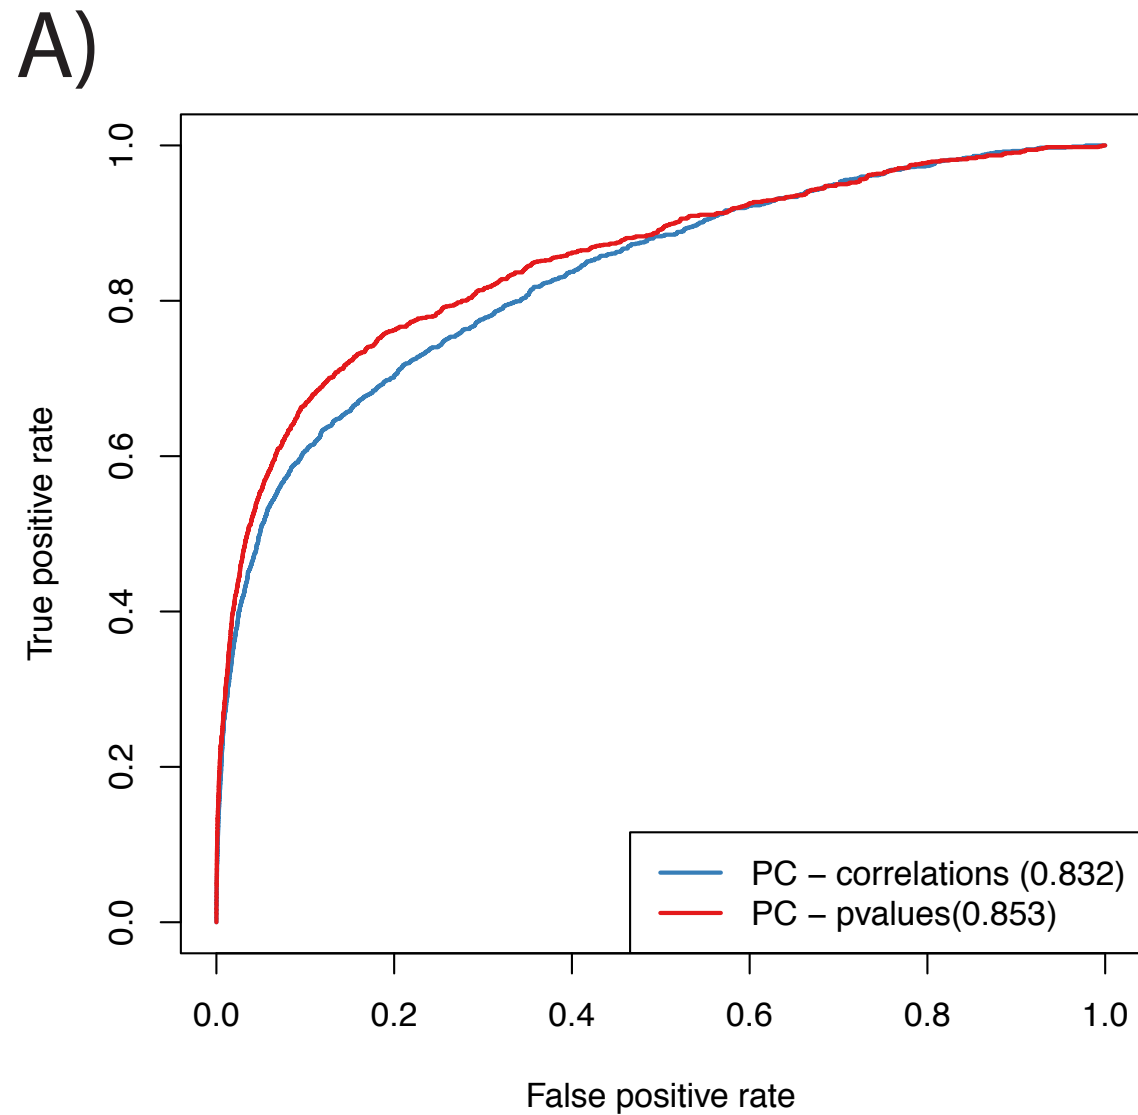 A)
1.0
0.8
0.6
0.4
0.2
0.0
True positive rate
PC – correlations (0.832)
PC – pvalues(0.853)
0.0 0.2 0.4 0.6 0.8 1.0
False positive rate